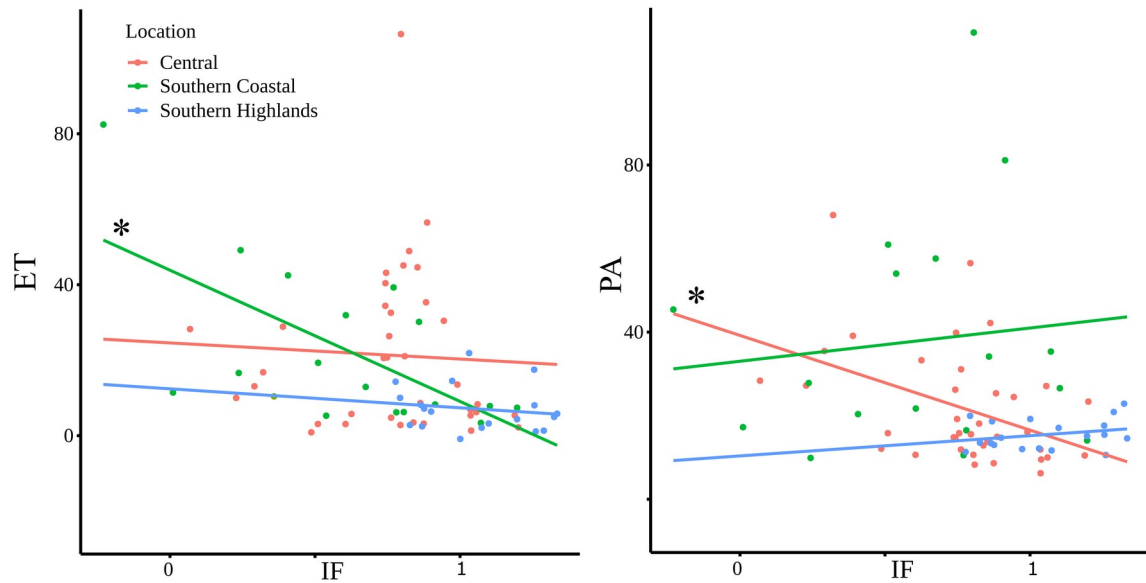 Location
Central
Southern Coastal
Southern Highlands
80
40
0
ET
*
0
IF
1
80
40
PA
*
0
IF
1